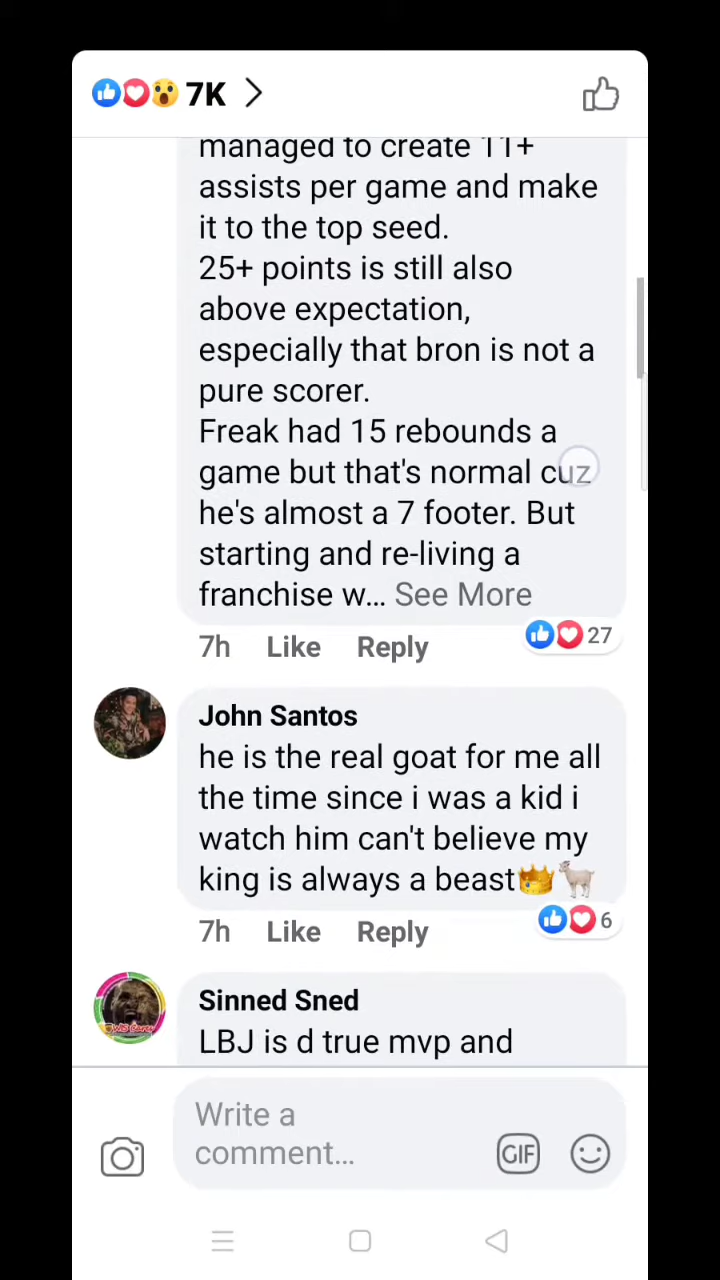 7K
managed to create 11+
assists per game and make
it to the top seed.
25+ points is still also
above expectation,
especially that bron is not a
pure scorer.
Freak had 15 rebounds a
game but that's normal cuz
he's almost a 7 footer. But
starting and re-living a
franchise w... See More
27
7h Like Reply
John Santos
he is the real goat for me all
the time since i was a kid i
watch him can't believe my
king is always a beast👑🐐
6
7h Like Reply
Sinned Sned
LBJ is d true mvp and
Write a
comment...
GIF